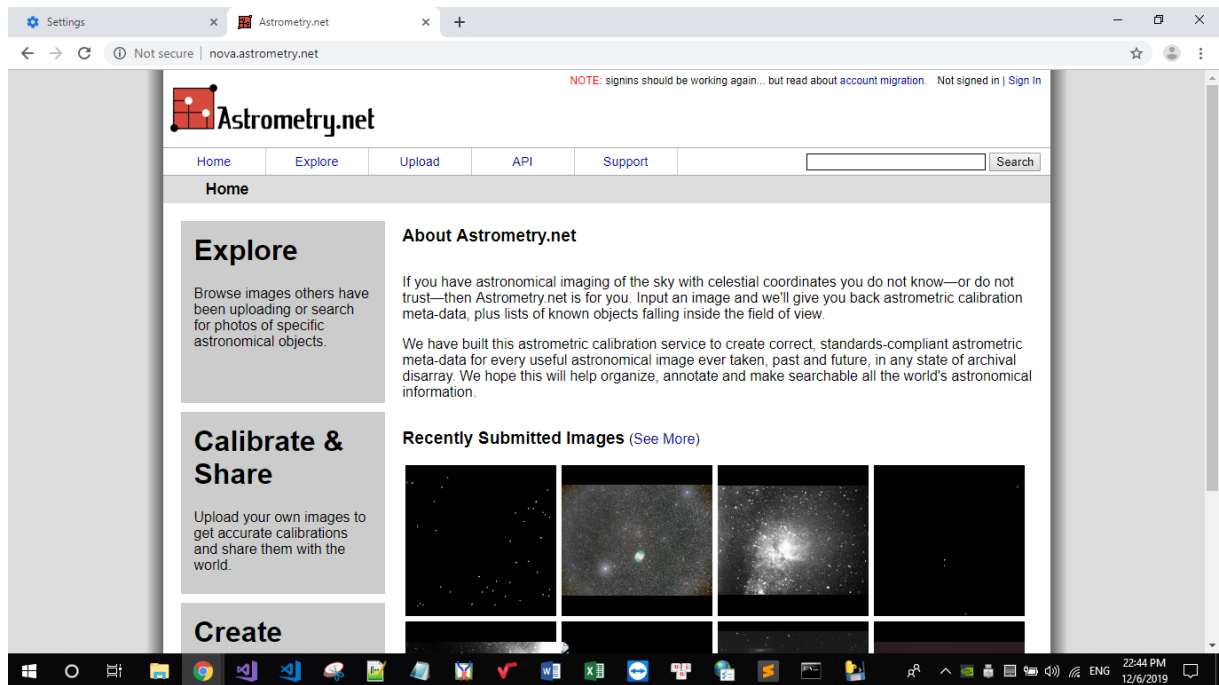 Settings
Astrometry.net
Not secure | nova.astrometry.net
NOTE: signins should be working again... but read about account migration. Not signed in | Sign In
Astrometry.net
Home Explore Upload API Support Search
Home
Explore
Browse images others have
been uploading or search
for photos of specific
astronomical objects.
Calibrate &
Share
Upload your own images to
get accurate calibrations
and share them with the
world.
Create
About Astrometry.net
If you have astronomical imaging of the sky with celestial coordinates you do not know—or do not
trust—then Astrometry.net is for you. Input an image and we'll give you back astrometric calibration
meta-data, plus lists of known objects falling inside the field of view.
We have built this astrometric calibration service to create correct, standards-compliant astrometric
meta-data for every useful astronomical image ever taken, past and future, in any state of archival
disarray. We hope this will help organize, annotate and make searchable all the world's astronomical
information.
Recently Submitted Images (See More)
ENG
22:44 PM
12/6/2019